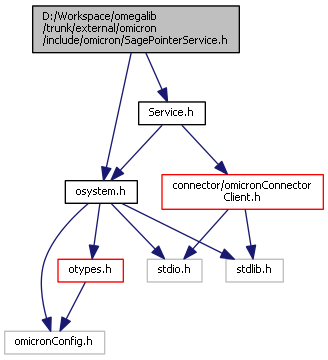 D:/Workspace/omegalib
/trunk/external/omicron
/include/omicron/SagePointerService.h
Service.h
connector/omicronConnector
Client.h
osystem.h
otypes.h
stdio.h
stdlib.h
omicronConfig.h